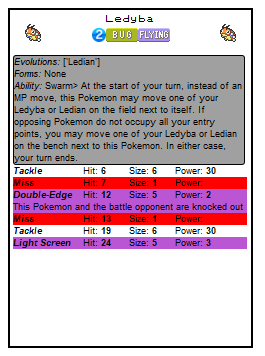 Ledyba
2 BUG FLYING
Evolutions: ['Ledian']
Forms: None
Ability: Swarm> At the start of your turn, instead of an
MP move, this Pokemon may move one of your
Ledyba or Ledian on the field next to itself. If
opposing Pokemon do not occupy all your entry
points, you may move one of your Ledyba or Ledian
on the bench next to this Pokemon. In either case,
your turn ends.
Tackle Hit: 6 Size: 6 Power: 30
Miss Hit: 7 Size: 1 Power:
Double-Edge Hit: 12 Size: 5 Power: 2
This Pokemon and the battle opponent are knocked out
Miss Hit: 13 Size: 1 Power:
Tackle Hit: 19 Size: 6 Power: 30
Light Screen Hit: 24 Size: 5 Power: 3